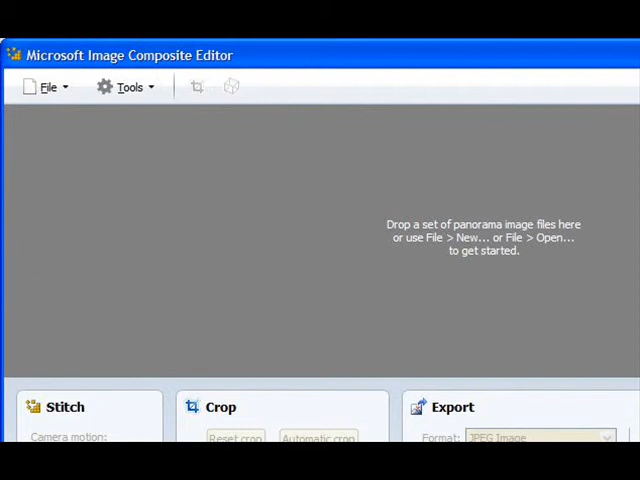 Microsoft Image Composite Editor
File Tools
Drop a set of panorama image files here
or use File > New... or File > Open...
to get started.
Stitch Crop Export
Camera motion: Reset crop Automatic crop Format: JPEG Image